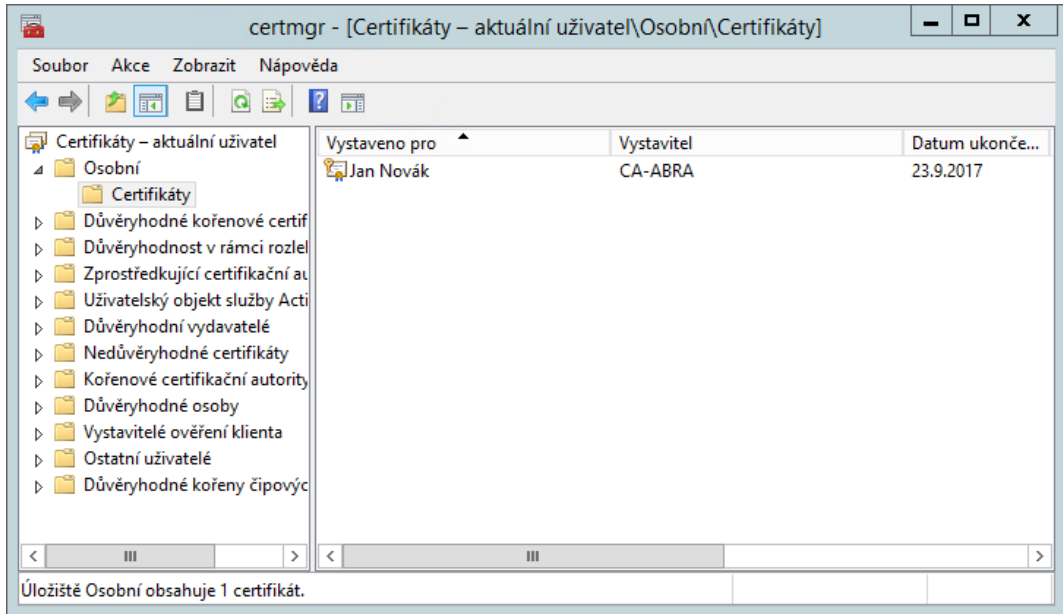 certmgr - [Certifikáty – aktuální uživatel\Osobní\Certifikáty]
Soubor Akce Zobrazit Nápověda
Certifikáty – aktuální uživatel
Osobní
Certifikáty
Důvěryhodné kořenové certif
Důvěryhodnost v rámci rozlel
Zprostředkující certifikační au
Uživatelský objekt služby Acti
Důvěryhodní vydavatelé
Nedůvěryhodné certifikáty
Kořenové certifikační autority
Důvěryhodné osoby
Vystavitelé ověření klienta
Ostatní uživatelé
Důvěryhodné kořeny čipovýc
Vystaveno pro Vystavitel Datum ukonče...
Jan Novák CA-ABRA 23.9.2017
Úložiště Osobní obsahuje 1 certifikát.